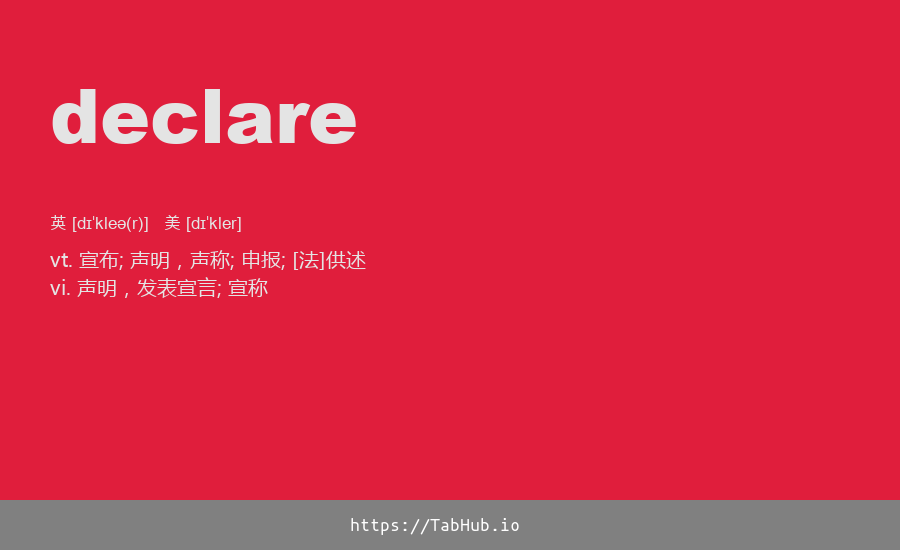 declare
英 [dɪˈkleə(r)]   美 [dɪˈkler]
vt. 宣布; 声明，声称; 申报; [法]供述
vi. 声明，发表宣言; 宣称
https://TabHub.io